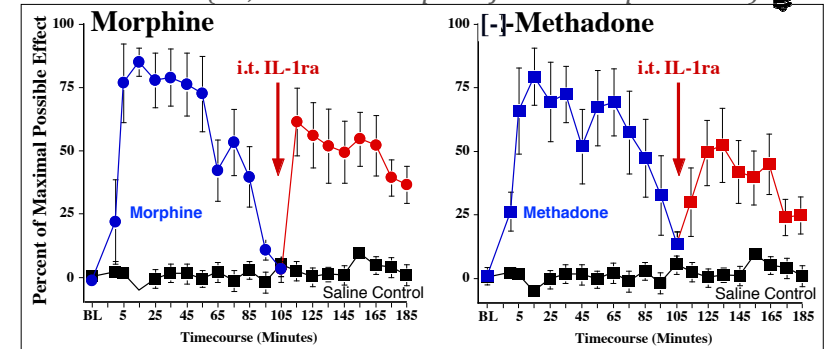 Morphine
[-]-Methadone
Percent of Maximal Possible Effect
100
75
50
25
0
i.t. IL-1ra
Morphine
Saline Control
BL 5 25 45 65 85 105 125 145 165 185
Timecourse (Minutes)
100
75
50
25
0
i.t. IL-1ra
Methadone
Saline Control
BL 5 25 45 65 85 105 125 145 165 185
Timecourse (Minutes)